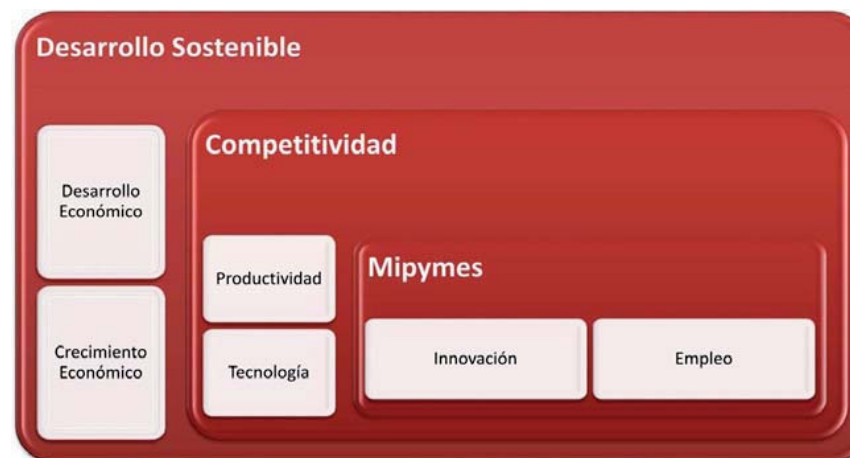 Desarrollo Sostenible
Desarrollo
Económico
Crecimiento
Económico
Competitividad
Productividad
Tecnología
Mipymes
Innovación
Empleo